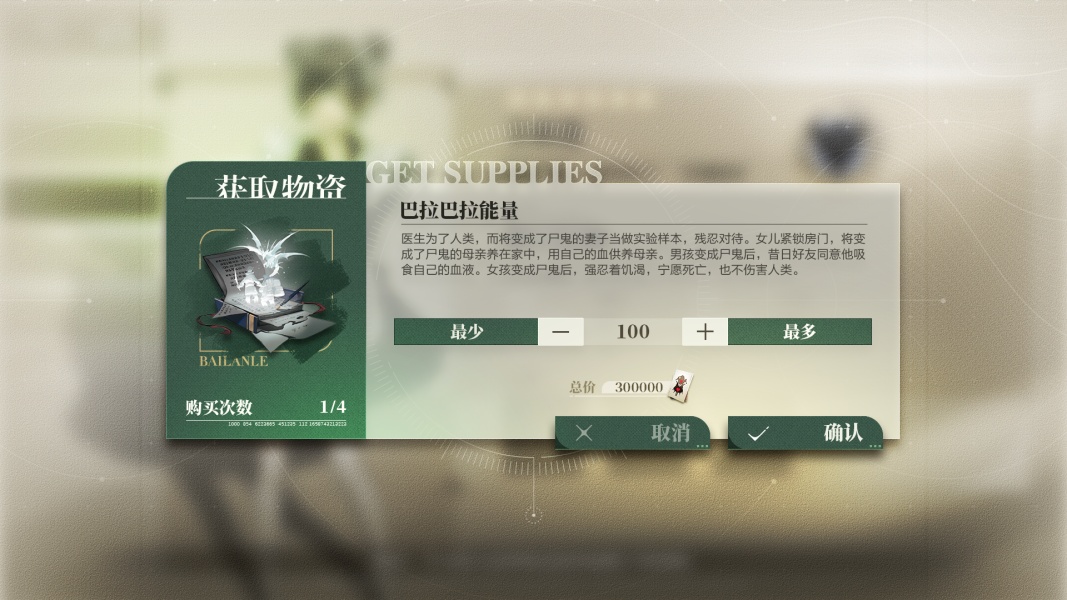 GET SUPPLIES
获取物资
巴拉巴拉能量
医生为了人类，而将变成了尸鬼的妻子当做实验样本，残忍对待。女儿紧锁房门，将变
成了尸鬼的母亲养在家中，用自己的血供养母亲。男孩变成尸鬼后，昔日好友同意他吸
食自己的血液。女孩变成尸鬼后，强忍着饥渴，宁愿死亡，也不伤害人类。
BAILANLE
最少
100
最多
总价 300000
购买次数 1/4
取消
确认